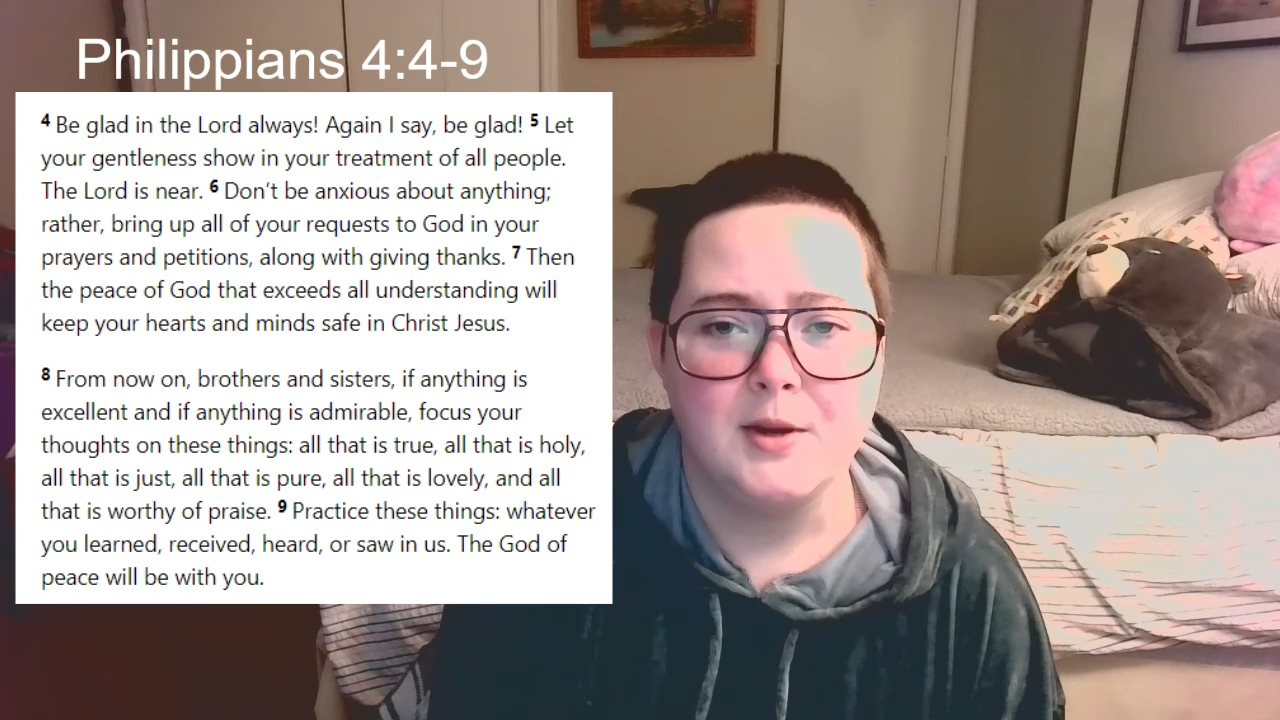 Philippians 4:4-9
4 Be glad in the Lord always! Again I say, be glad! 5 Let
your gentleness show in your treatment of all people.
The Lord is near. 6 Don’t be anxious about anything;
rather, bring up all of your requests to God in your
prayers and petitions, along with giving thanks. 7 Then
the peace of God that exceeds all understanding will
keep your hearts and minds safe in Christ Jesus.
8 From now on, brothers and sisters, if anything is
excellent and if anything is admirable, focus your
thoughts on these things: all that is true, all that is holy,
all that is just, all that is pure, all that is lovely, and all
that is worthy of praise. 9 Practice these things: whatever
you learned, received, heard, or saw in us. The God of
peace will be with you.